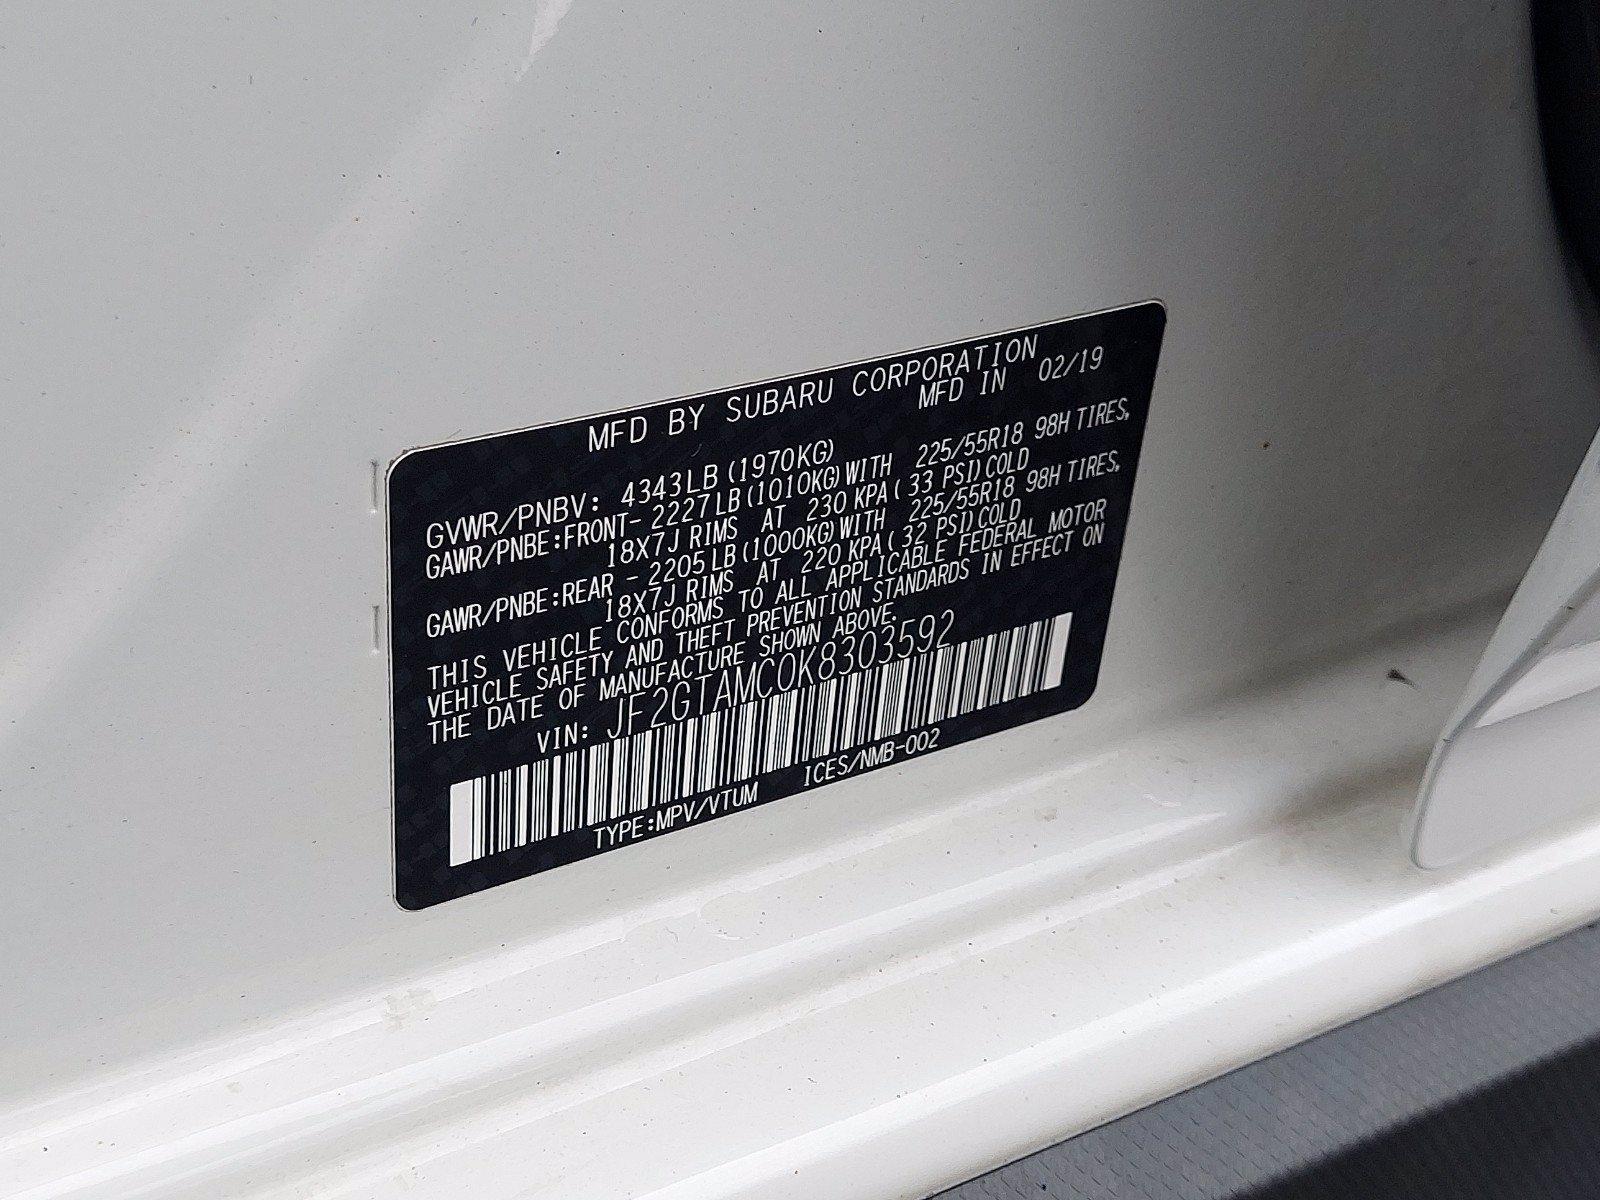 MFD BY SUBARU CORPORATION
MFD IN 02/19
GVWR/PNBV: 4343LB (1970KG)
GAWR/PNBE:FRONT- 2227LB (1010KG) WITH 225/55R18 98H TIRES,
18X7J RIMS AT 230 KPA( 33 PSI)COLD
GAWR/PNBE:REAR - 2205LB (1000KG) WITH 225/55R18 98H TIRES,
18X7J RIMS AT 220 KPA( 32 PSI)COLD
THIS VEHICLE CONFORMS TO ALL APPLICABLE FEDERAL MOTOR
VEHICLE SAFETY AND THEFT PREVENTION STANDARDS IN EFFECT ON
THE DATE OF MANUFACTURE SHOWN ABOVE.
VIN: JF2GTAMC0K8303592
TYPE:MPV/VTUM ICES/NMB-002